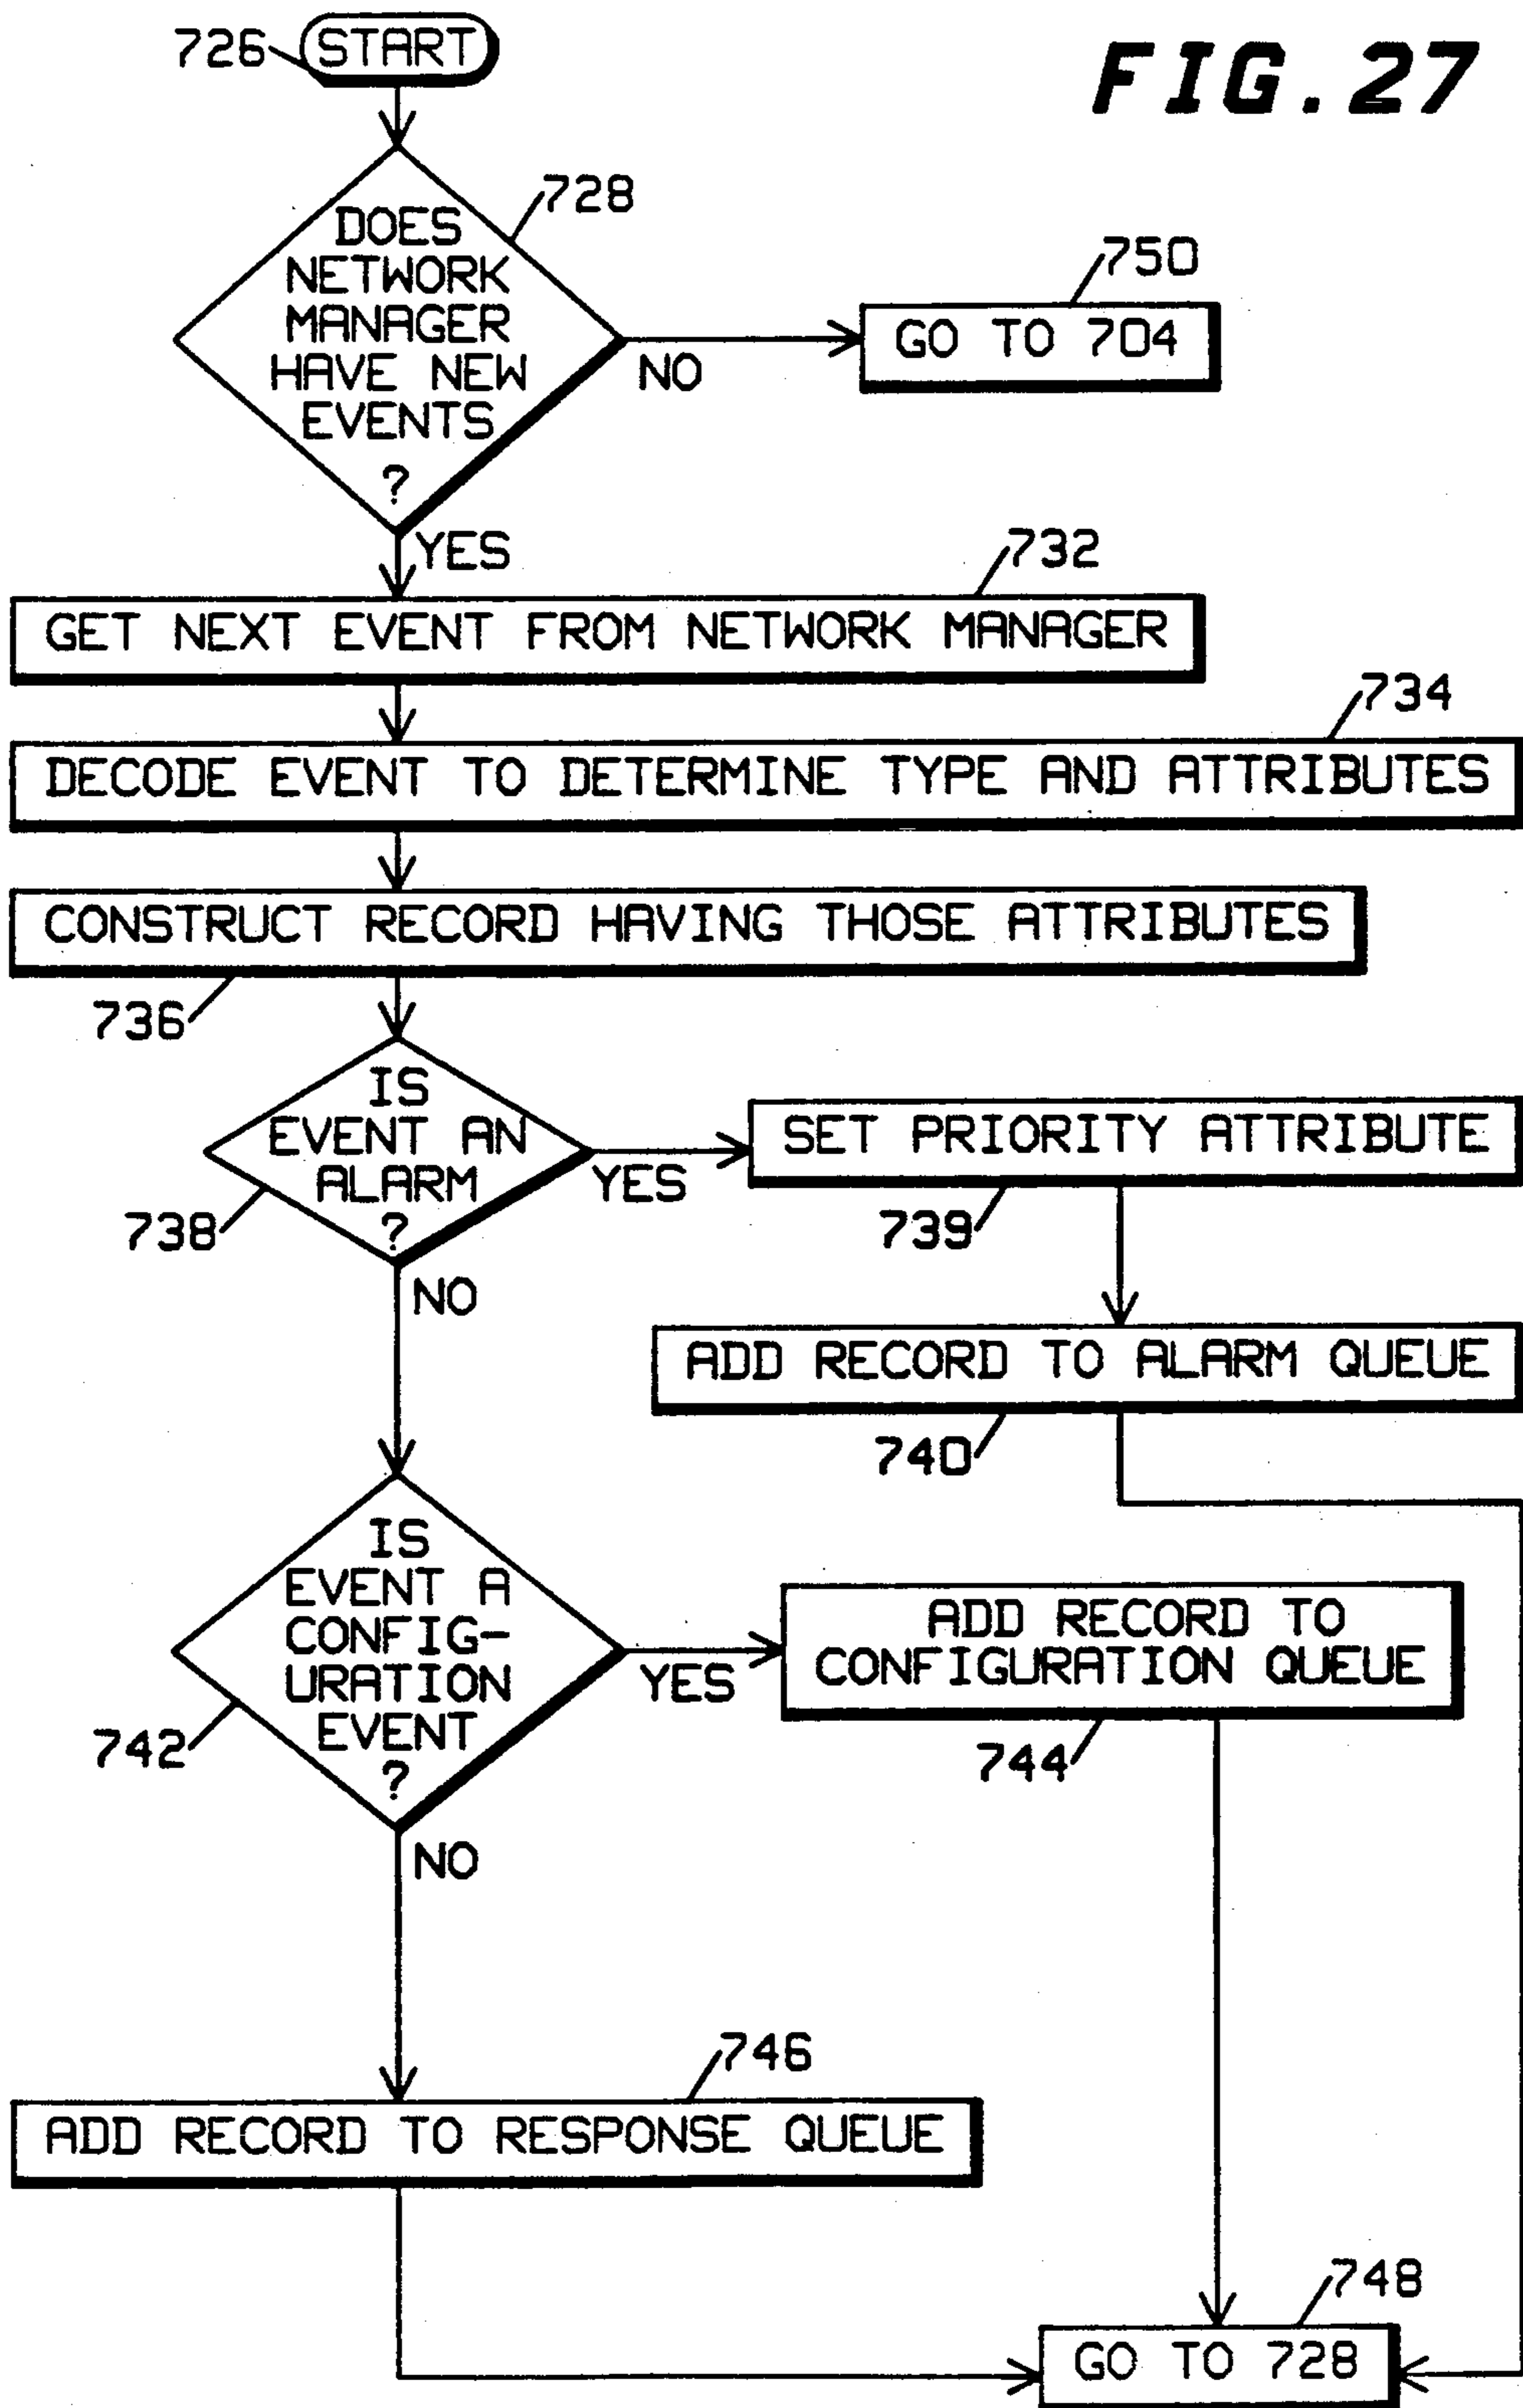 FIG. 27
726
START
728
DOES
NETWORK
MANAGER
HAVE NEW
EVENTS
?
NO
750
GO TO 704
YES
732
GET NEXT EVENT FROM NETWORK MANAGER
734
DECODE EVENT TO DETERMINE TYPE AND ATTRIBUTES
CONSTRUCT RECORD HAVING THOSE ATTRIBUTES
736
IS
EVENT AN
ALARM
?
738
YES
SET PRIORITY ATTRIBUTE
739
NO
ADD RECORD TO ALARM QUEUE
740
IS
EVENT A
CONFIG-
URATION
EVENT
?
742
YES
ADD RECORD TO
CONFIGURATION QUEUE
744
NO
746
ADD RECORD TO RESPONSE QUEUE
748
GO TO 728